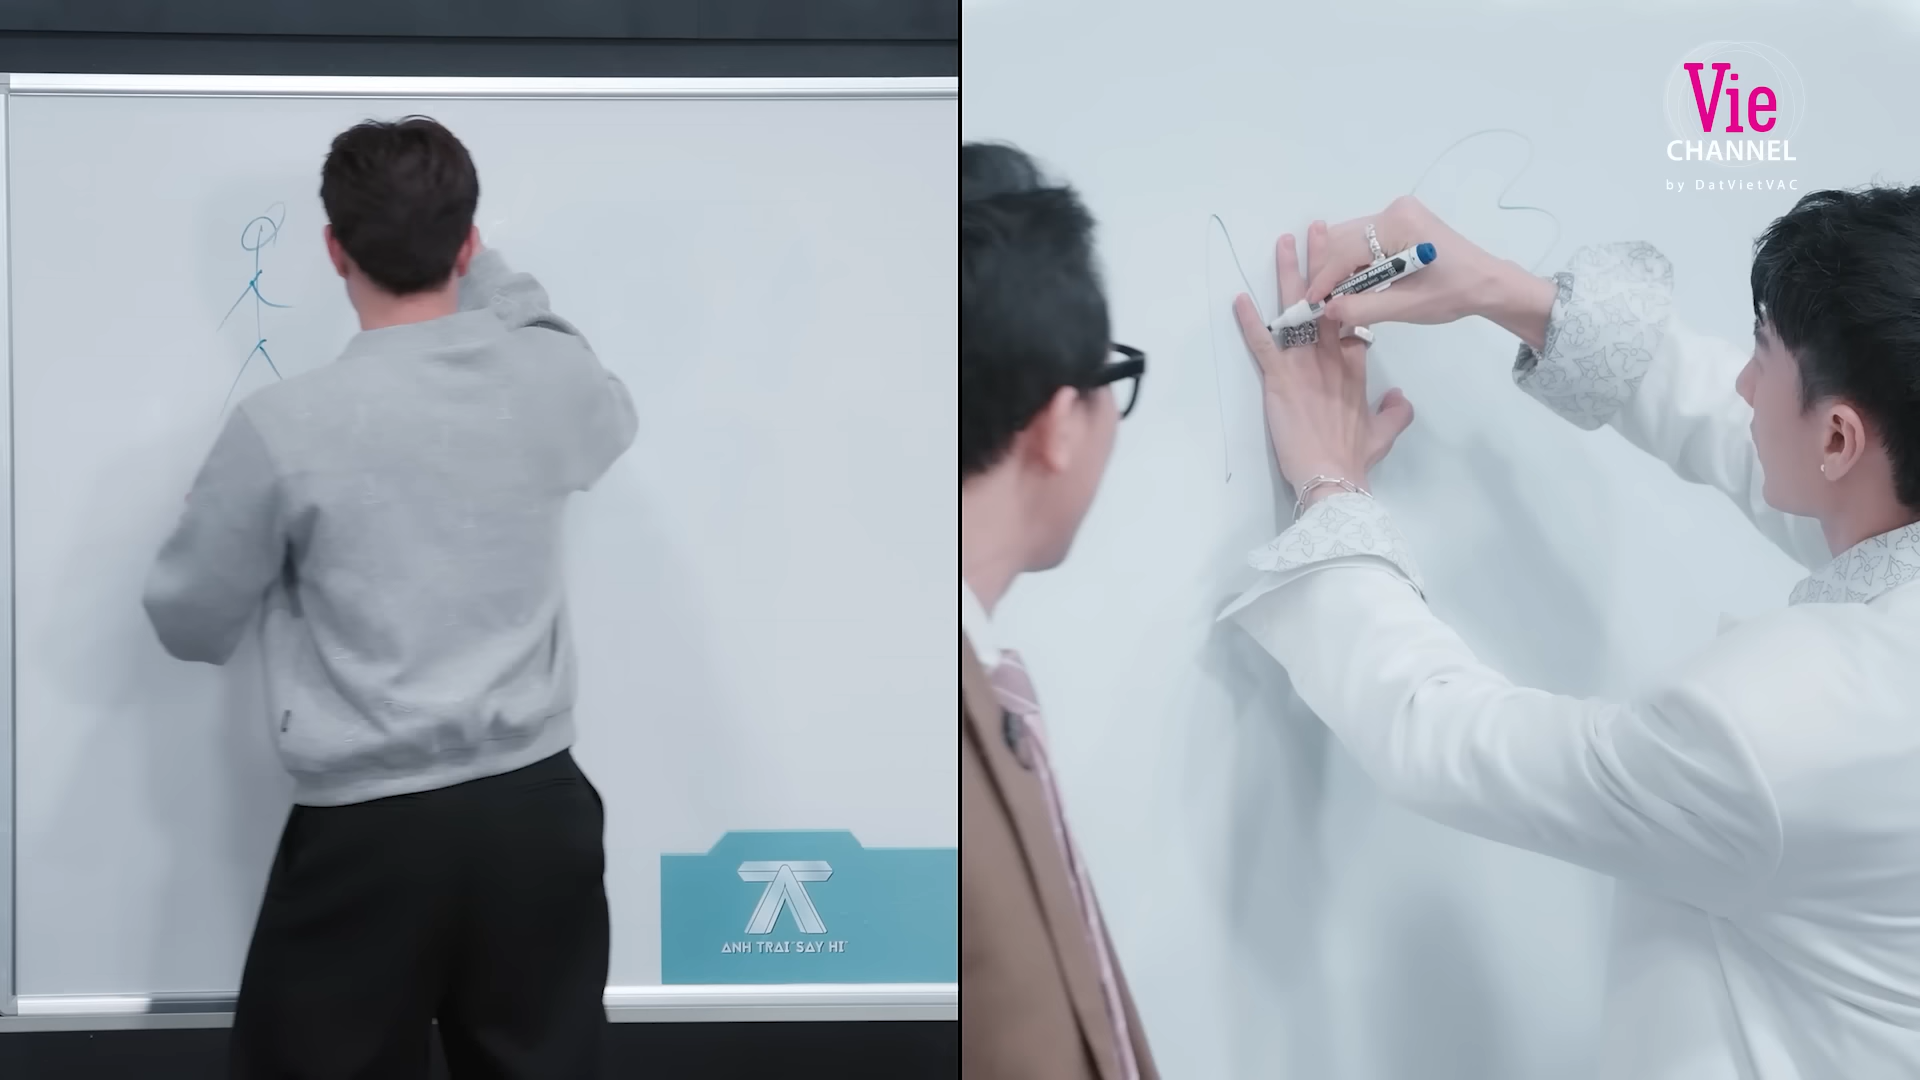 Vie
CHANNEL
by DatVietVAC
WHITEBOARD MARKER
ANH TRAI "SAY HI"